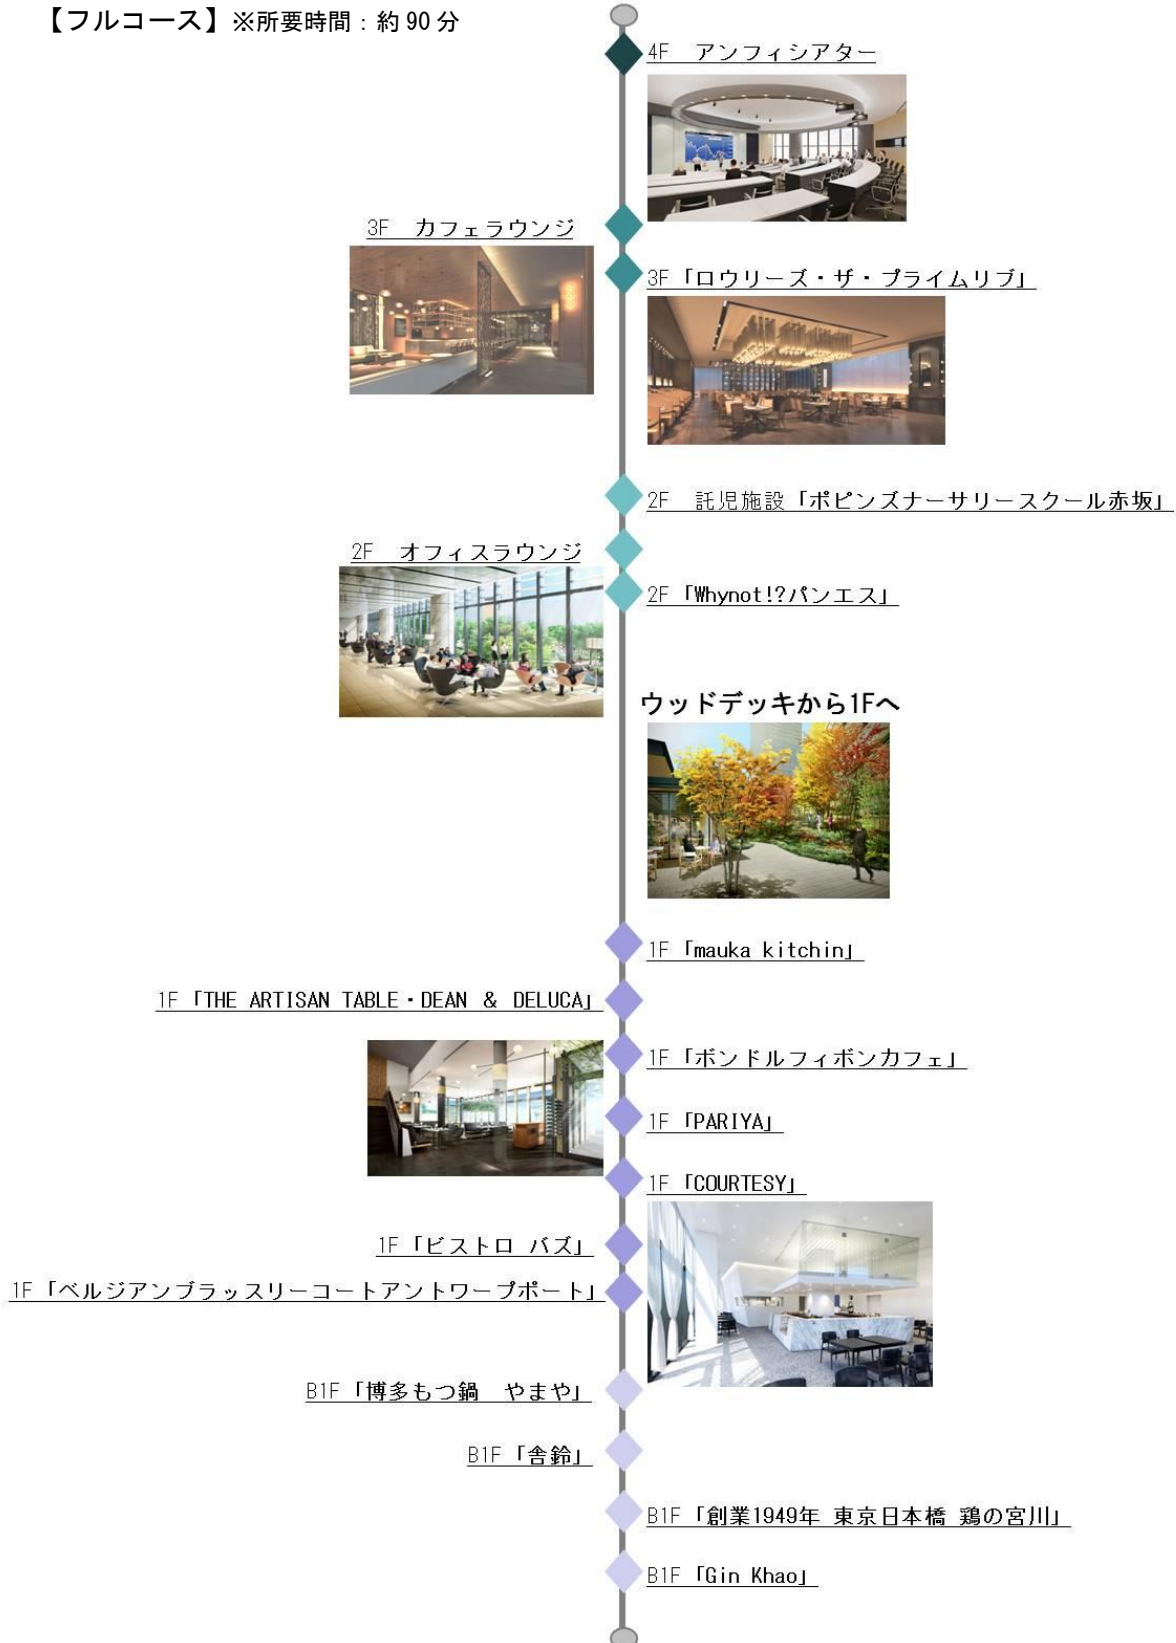 【フルコース】※所要時間：約90分
4F　アンフィシアター
3F　カフェラウンジ
3F「ロウリーズ・ザ・プライムリブ」
2F　託児施設「ポピンズナーサリースクール赤坂」
2F　オフィスラウンジ
2F「Whynot!?パンエス」
ウッドデッキから1Fへ
1F「mauka kitchin」
1F「THE ARTISAN TABLE・DEAN & DELUCA」
1F「ボンドルフィボンカフェ」
1F「PARIYA」
1F「COURTESY」
1F「ビストロ バズ」
1F「ベルジアンブラッスリーコートアントワープポート」
B1F「博多もつ鍋　やまや」
B1F「舎鈴」
B1F「創業1949年 東京日本橋 鶏の宮川」
B1F「Gin Khao」